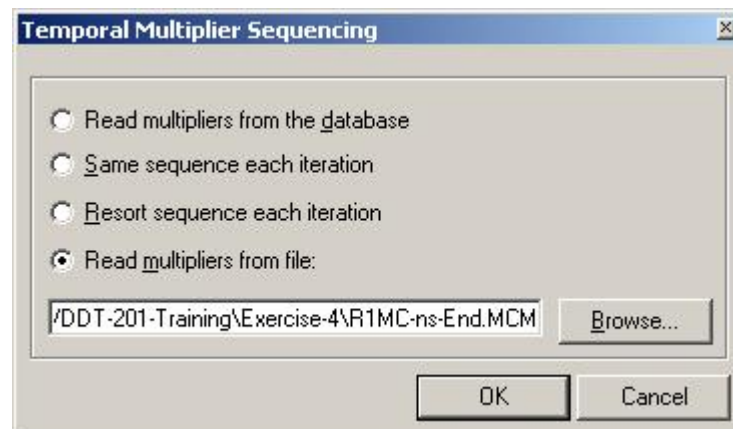 Temporal Multiplier Sequencing
Read multipliers from the database
Same sequence each iteration
Resort sequence each iteration
Read multipliers from file:
/DDT-201-Training\Exercise-4\R1MC-ns-End.MCM
Browse...
OK
Cancel